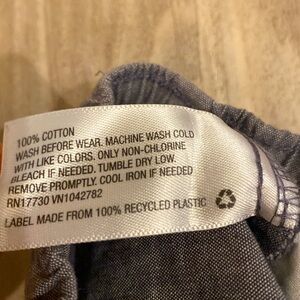 100% COTTON
WASH BEFORE WEAR. MACHINE WASH COLD
WITH LIKE COLORS. ONLY NON-CHLORINE
BLEACH IF NEEDED. TUMBLE DRY LOW.
REMOVE PROMPTLY. COOL IRON IF NEEDED
RN17730 VN1042782
LABEL MADE FROM 100% RECYCLED PLASTIC